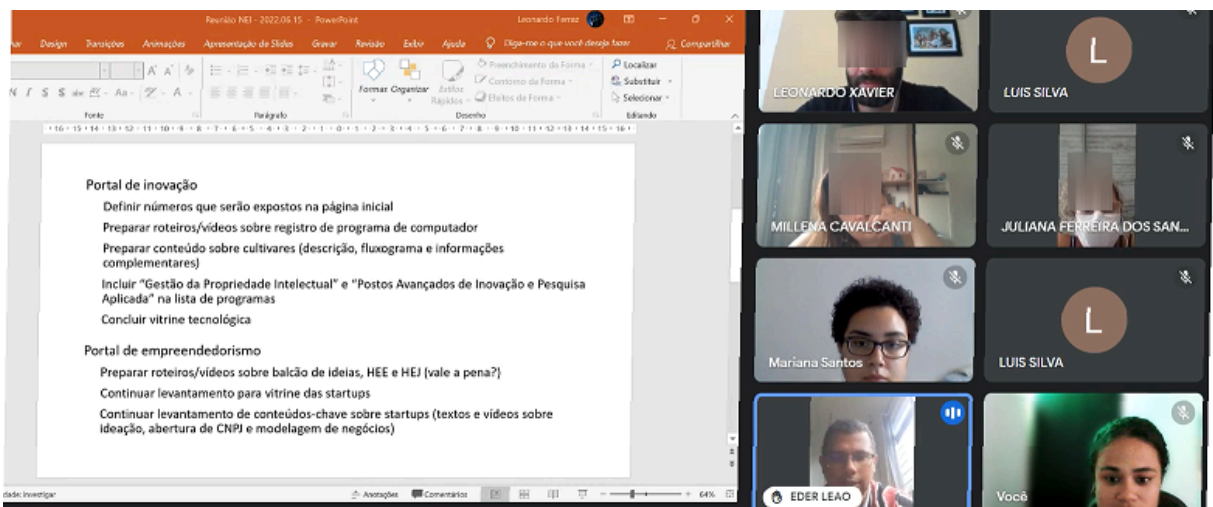 Reunião NEI - 2022.06.15 - PowerPoint
Leonardo Ferraz
Design Transições Animações Apresentação de Slides Gravar Revisão Exibir Ajuda Diga-me o que você deseja fazer Compartilhar
Formas Organizar Estilos Rápidos
Preenchimento da Forma
Contorno da Forma
Efeitos de Forma
Localizar
Substituir
Selecionar
Fonte Parágrafo Desenho Editando
Portal de inovação
Definir números que serão expostos na página inicial
Preparar roteiros/vídeos sobre registro de programa de computador
Preparar conteúdo sobre cultivares (descrição, fluxograma e informações
complementares)
Incluir “Gestão da Propriedade Intelectual” e “Postos Avançados de Inovação e Pesquisa
Aplicada” na lista de programas
Concluir vitrine tecnológica
Portal de empreendedorismo
Preparar roteiros/vídeos sobre balcão de ideias, HEE e HEJ (vale a pena?)
Continuar levantamento para vitrine das startups
Continuar levantamento de conteúdos-chave sobre startups (textos e vídeos sobre
ideação, abertura de CNPJ e modelagem de negócios)
dade: investigar
Anotações Comentários 64%
LEONARDO XAVIER
L
LUIS SILVA
MILLENA CAVALCANTI
JULIANA FERREIRA DOS SAN...
Mariana Santos
L
LUIS SILVA
EDER LEAO
Você